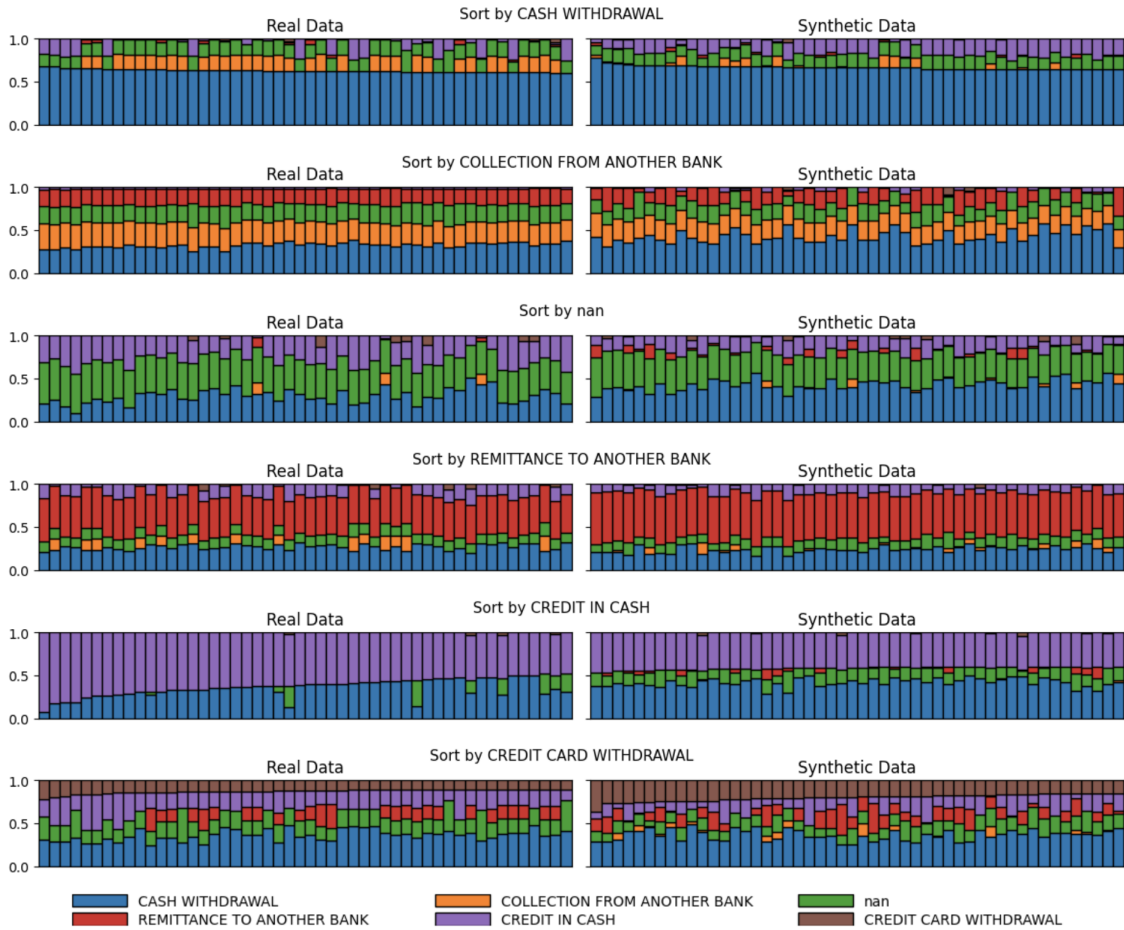 Sort by CASH WITHDRAWAL
Real Data Synthetic Data
1.0
0.5
0.0
Sort by COLLECTION FROM ANOTHER BANK
Real Data Synthetic Data
1.0
0.5
0.0
Sort by nan
Real Data Synthetic Data
1.0
0.5
0.0
Sort by REMITTANCE TO ANOTHER BANK
Real Data Synthetic Data
1.0
0.5
0.0
Sort by CREDIT IN CASH
Real Data Synthetic Data
1.0
0.5
0.0
Sort by CREDIT CARD WITHDRAWAL
Real Data Synthetic Data
1.0
0.5
0.0
CASH WITHDRAWAL COLLECTION FROM ANOTHER BANK nan
REMITTANCE TO ANOTHER BANK CREDIT IN CASH CREDIT CARD WITHDRAWAL